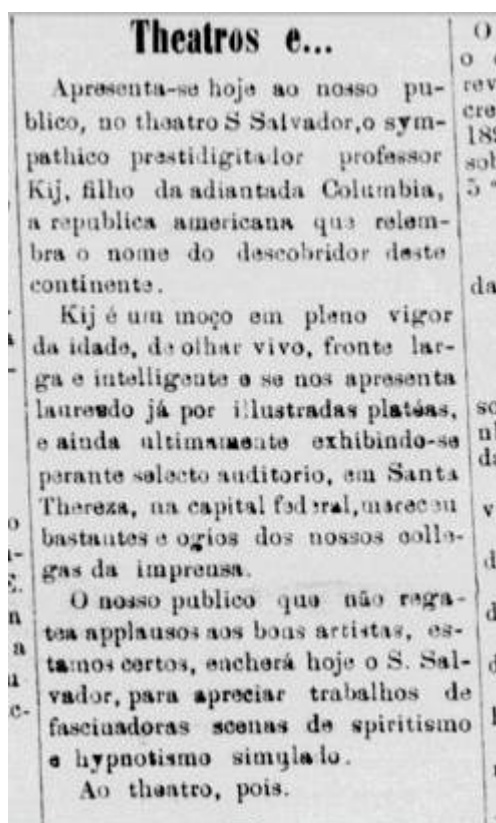 Theatros e...
Apresenta-se hoje ao nosso pu-
blico, no theatro S Salvador,o sym-
pathico prestidigitador professor
Kij, filho da adiantada Columbia,
a republica americana que relem-
bra o nome do descobridor deste
continente.
Kij é um moço em pleno vigor
da idade, de olhar vivo, fronte lar-
ga e intelligente e se nos apresenta
laureado já por illustradas platéas,
e ainda ultimamente exhibindo-se
perante selecto auditorio, em Santa
Thereza, na capital federal,mereceu
bastantes e ogios dos nossos colle-
gas da imprensa.
O nosso publico que não rega-
tea applausos aos bons artistas, es-
tamos certos, encherá hoje o S. Sal-
vador, para apreciar trabalhos de
fascinadoras scenas de spiritismo
e hypnotismo simulado.
Ao theatro, pois.